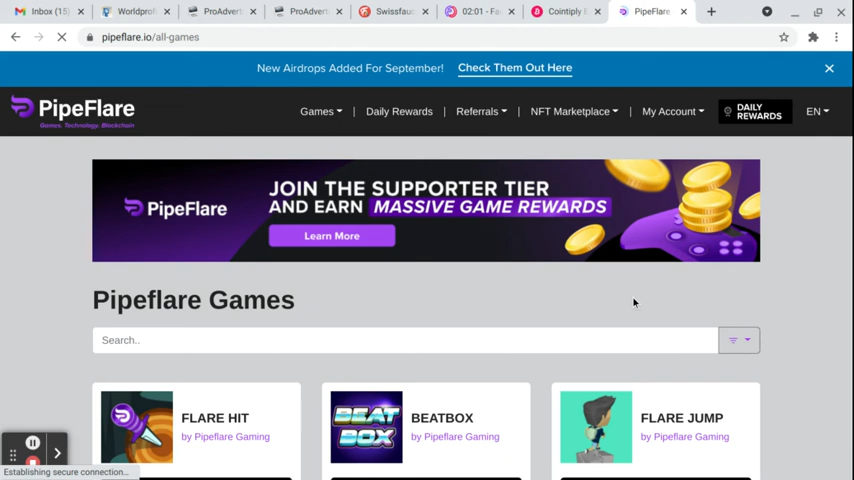 Inbox (15)
Worldprof
ProAdvert
ProAdvert
Swissfauc
02:01 - Fa
Cointiply B
PipeFlare
pipeflare.io/all-games
New Airdrops Added For September! Check Them Out Here
PipeFlare
Games. Technology. Blockchain
Games
Daily Rewards
Referrals
NFT Marketplace
My Account
DAILY REWARDS
EN
PipeFlare
JOIN THE SUPPORTER TIER
AND EARN MASSIVE GAME REWARDS
Learn More
Pipeflare Games
Search..
FLARE HIT
by Pipeflare Gaming
BEAT BOX
BEATBOX
by Pipeflare Gaming
FLARE JUMP
by Pipeflare Gaming
Establishing secure connection...